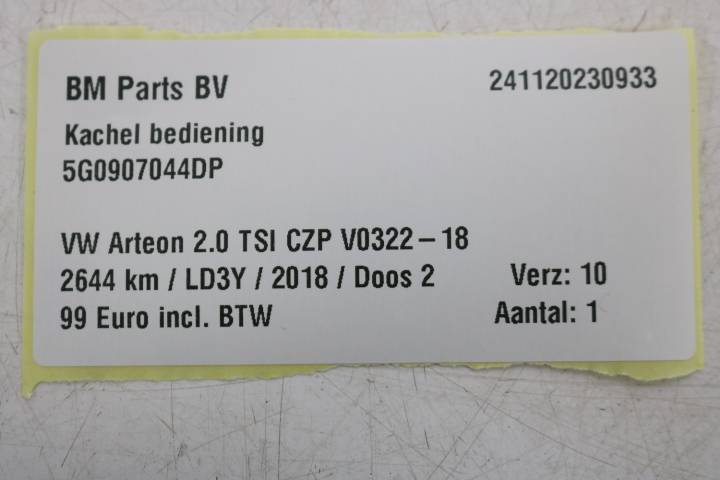 BM Parts BV 241120230933
Kachel bediening
5G0907044DP
VW Arteon 2.0 TSI CZP V0322-18
2644 km / LD3Y / 2018 / Doos 2 Verz: 10
99 Euro incl. BTW Aantal: 1